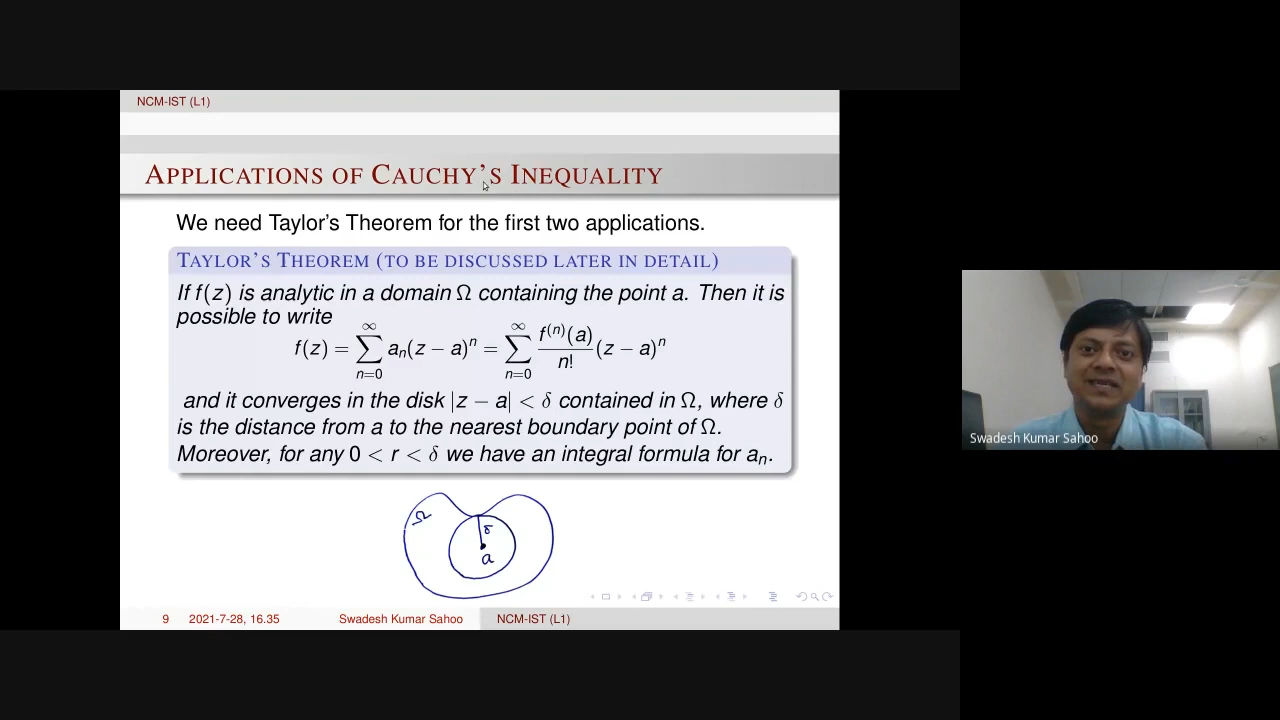 NCM-IST (L1)
APPLICATIONS OF CAUCHY'S INEQUALITY
We need Taylor's Theorem for the first two applications.
TAYLOR'S THEOREM (TO BE DISCUSSED LATER IN DETAIL)
If f(z) is analytic in a domain Ω containing the point a. Then it is
possible to write
f(z) = ∑_{n=0}^{∞} a_n(z − a)^n = ∑_{n=0}^{∞} \frac{f^{(n)}(a)}{n!}(z − a)^n
and it converges in the disk |z − a| < δ contained in Ω, where δ
is the distance from a to the nearest boundary point of Ω.
Moreover, for any 0 < r < δ we have an integral formula for a_n.
Ω
δ
a
9 2021-7-28, 16.35 Swadesh Kumar Sahoo NCM-IST (L1)
Swadesh Kumar Sahoo